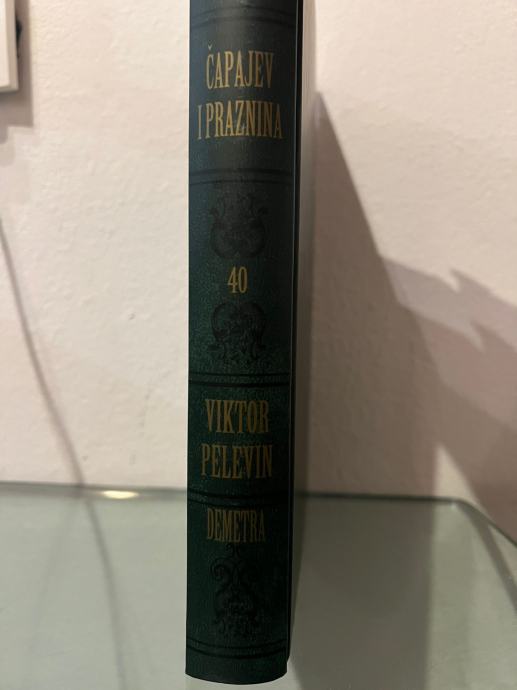 ČAPAJEV
I PRAZNINA
40
VIKTOR
PELEVIN
DEMETRA